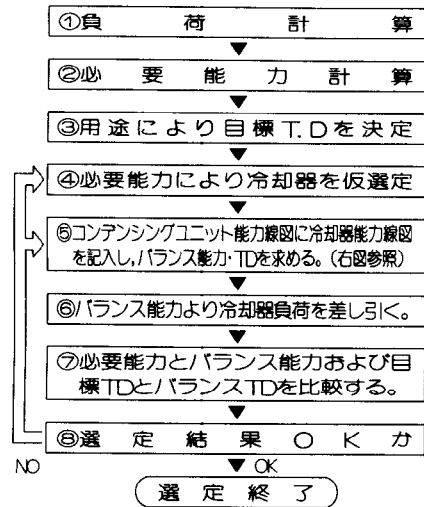 ①負荷計算
②必要能力計算
③用途により目標T.Dを決定
④必要能力により冷却器を仮選定
⑤コンデンシングユニット能力線図に冷却器能力線図
を記入し,バランス能力・TDを求める。(右図参照)
⑥バランス能力より冷却器負荷を差し引く。
⑦必要能力とバランス能力および目
標TDとバランスTDを比較する。
⑧選定結果OKか
NO
OK
選定終了